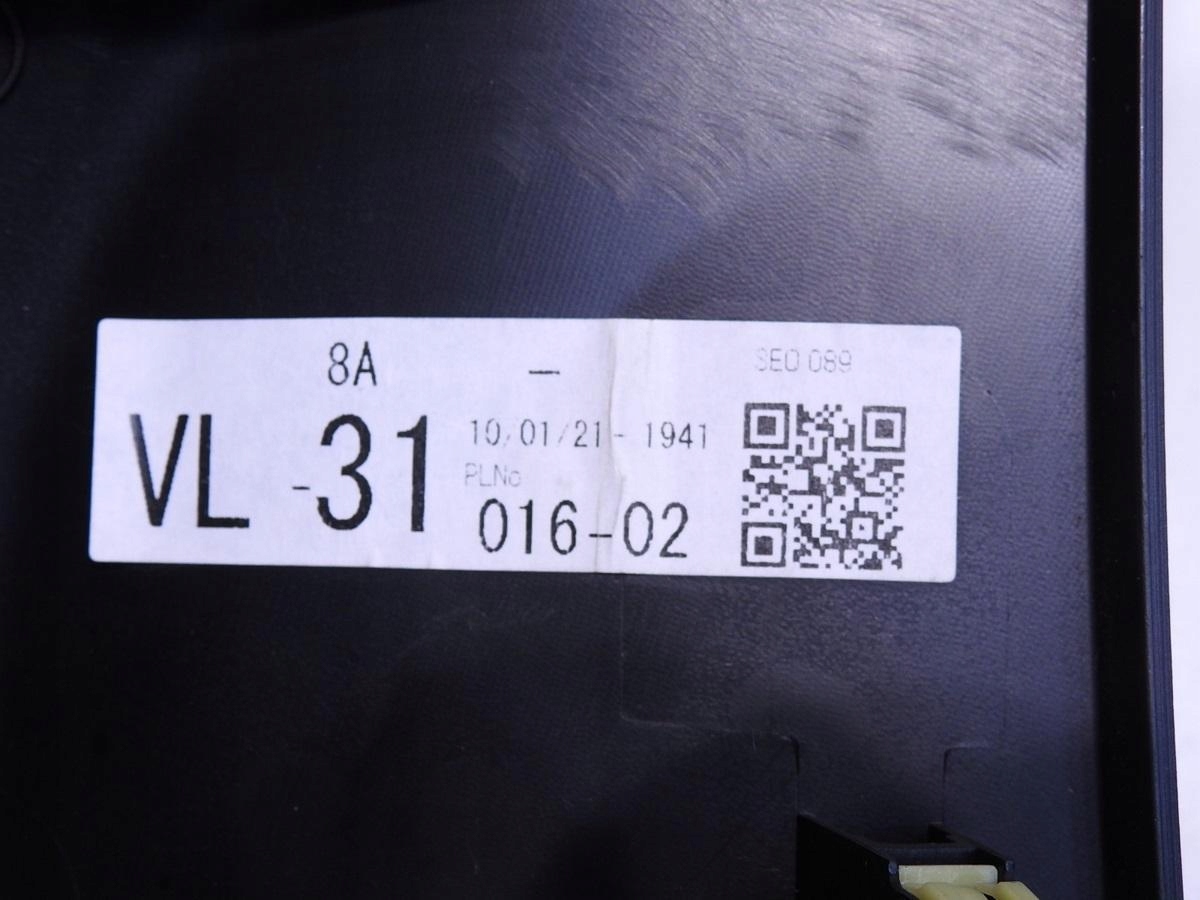 8A -
SEO 089
VL -31
10/01/21- 1941
PLNo
016-02